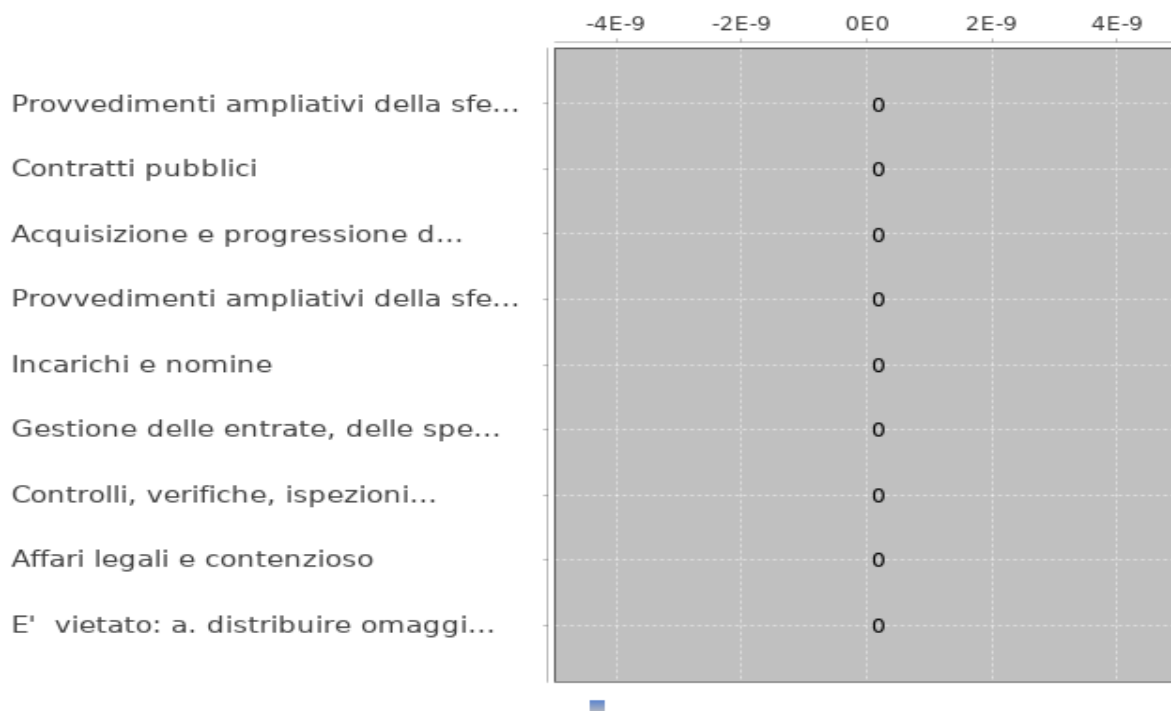 -4E-9 -2E-9 0E0 2E-9 4E-9
Provvedimenti ampliativi della sfe... 0
Contratti pubblici 0
Acquisizione e progressione d... 0
Provvedimenti ampliativi della sfe... 0
Incarichi e nomine 0
Gestione delle entrate, delle spe... 0
Controlli, verifiche, ispezioni... 0
Affari legali e contenzioso 0
E'  vietato: a. distribuire omaggi... 0